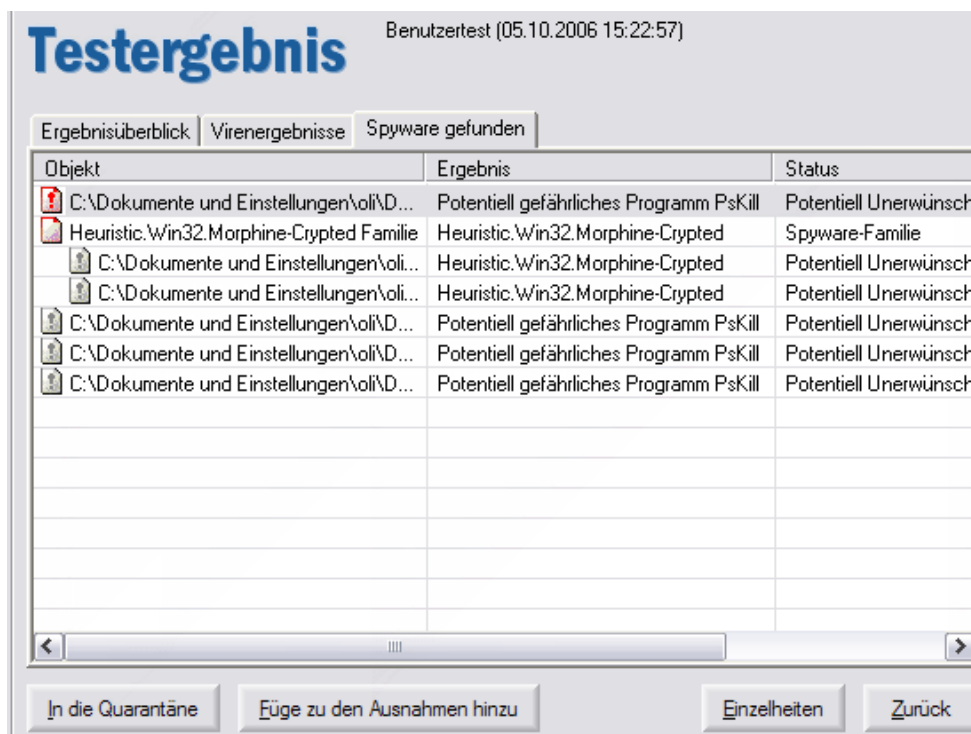 Testergebnis
Benutzertest (05.10.2006 15:22:57)
Ergebnisüberblick Virenergebnisse Spyware gefunden
Objekt Ergebnis Status
C:\Dokumente und Einstellungen\oli\D... Potentiell gefährliches Programm PsKill Potentiell Unerwünsch
Heuristic.Win32.Morphine-Crypted Familie Heuristic.Win32.Morphine-Crypted Spyware-Familie
C:\Dokumente und Einstellungen\oli... Heuristic.Win32.Morphine-Crypted Potentiell Unerwünsch
C:\Dokumente und Einstellungen\oli... Heuristic.Win32.Morphine-Crypted Potentiell Unerwünsch
C:\Dokumente und Einstellungen\oli\D... Potentiell gefährliches Programm PsKill Potentiell Unerwünsch
C:\Dokumente und Einstellungen\oli\D... Potentiell gefährliches Programm PsKill Potentiell Unerwünsch
C:\Dokumente und Einstellungen\oli\D... Potentiell gefährliches Programm PsKill Potentiell Unerwünsch
In die Quarantäne Füge zu den Ausnahmen hinzu Einzelheiten Zurück